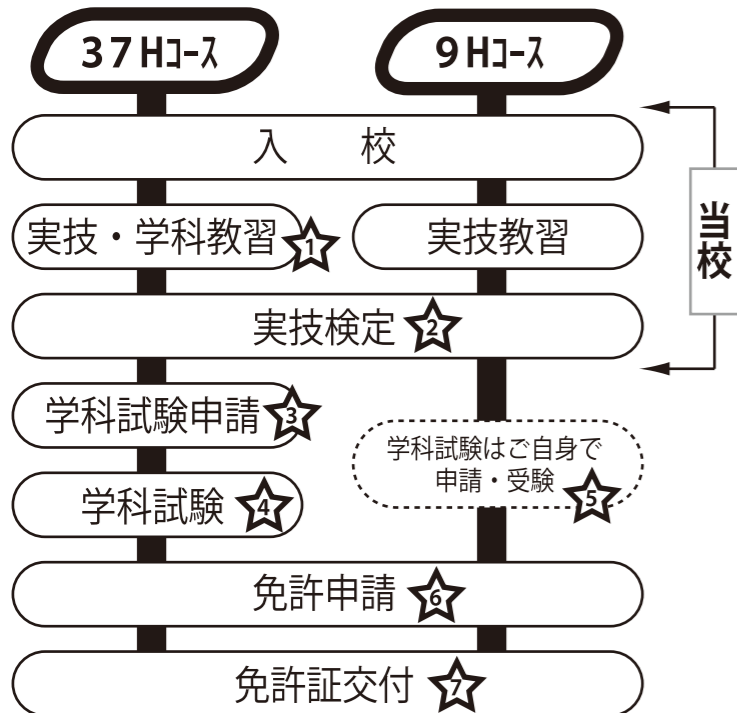 37Hｺｰｽ
9Hｺｰｽ
入　校
実技・学科教習 1
実技教習
当校
実技検定 2
学科試験申請 3
学科試験はご自身で
申請・受験 5
学科試験 4
免許申請 6
免許証交付 7